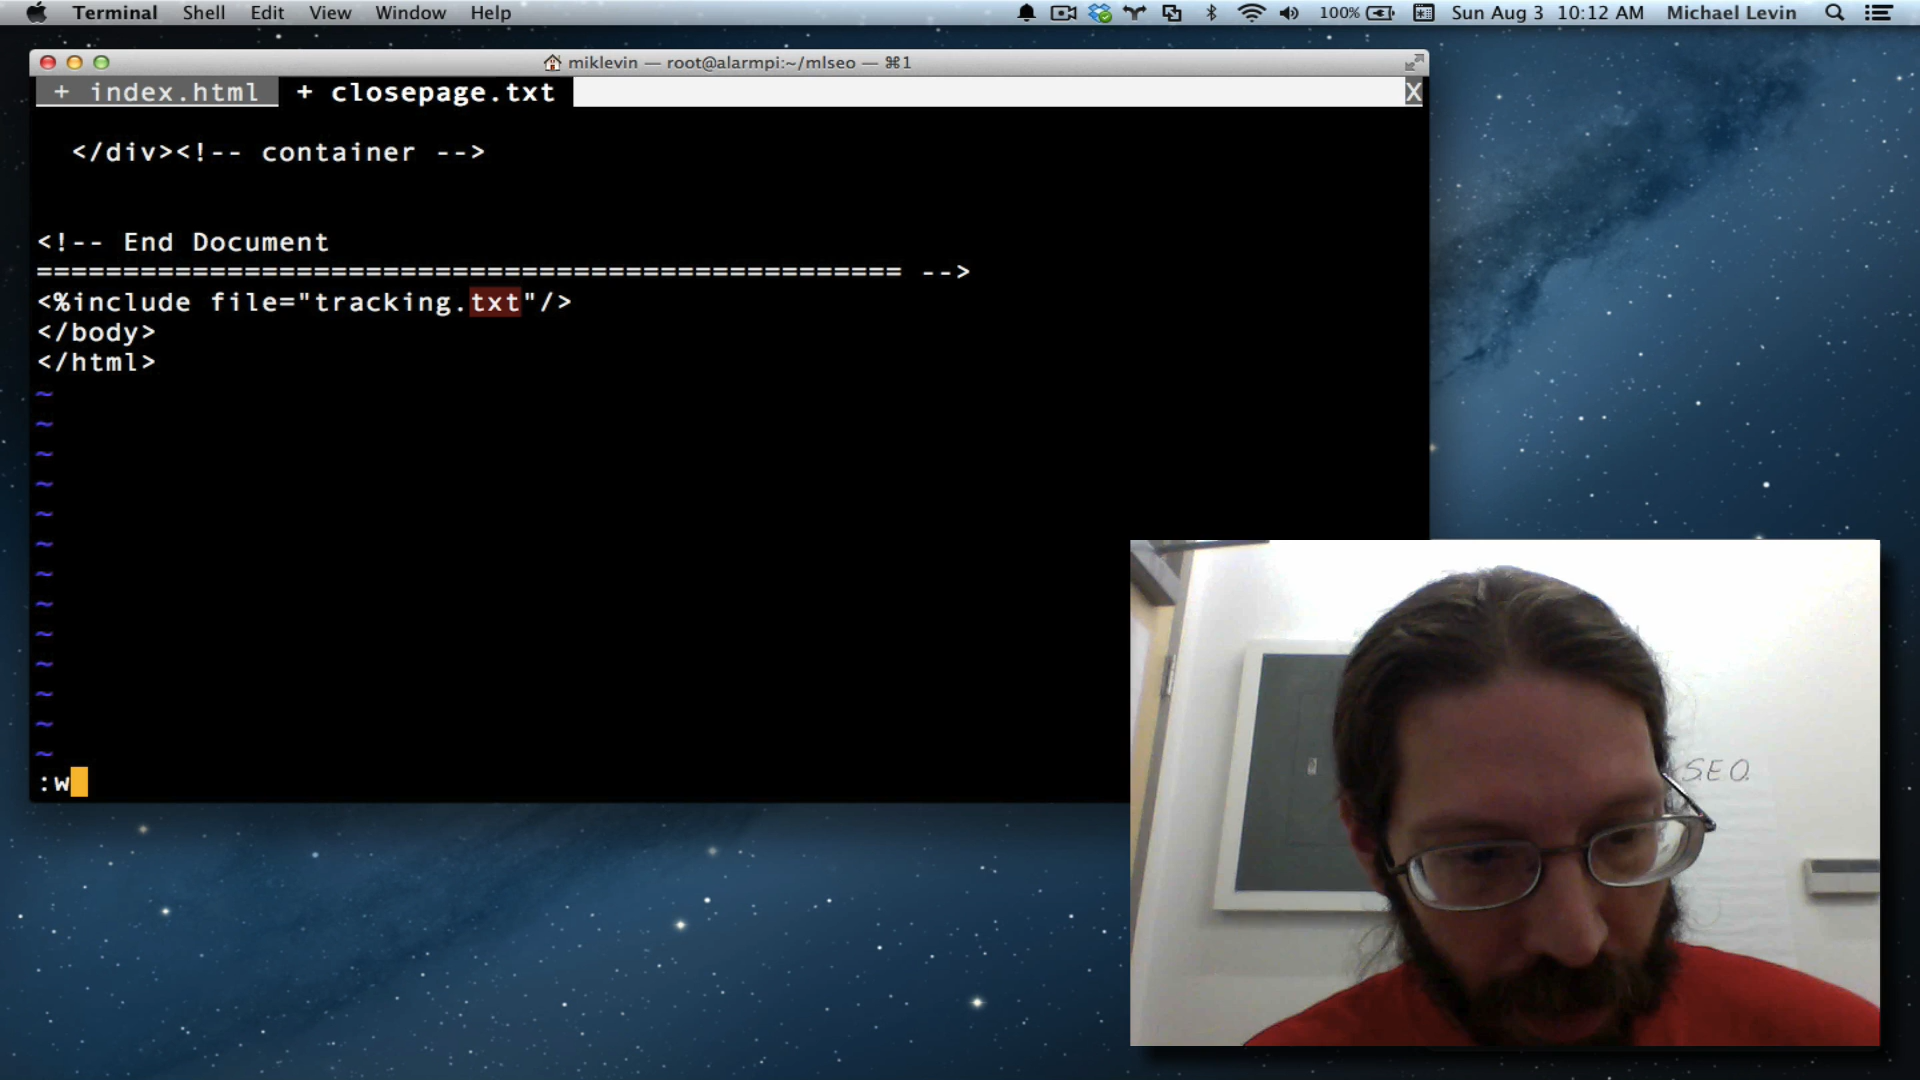 Terminal Shell Edit View Window Help 100% Sun Aug 3 10:12 AM Michael Levin
miklevin — root@alarmpi:~/mlseo — ⌘1
+ index.html + closepage.txt X
</div><!-- container -->
<!-- End Document
================================================== -->
<%include file="tracking.txt"/>
</body>
</html>
~
~
~
~
~
~
~
~
~
~
~
~
~
:w
S.E.O.